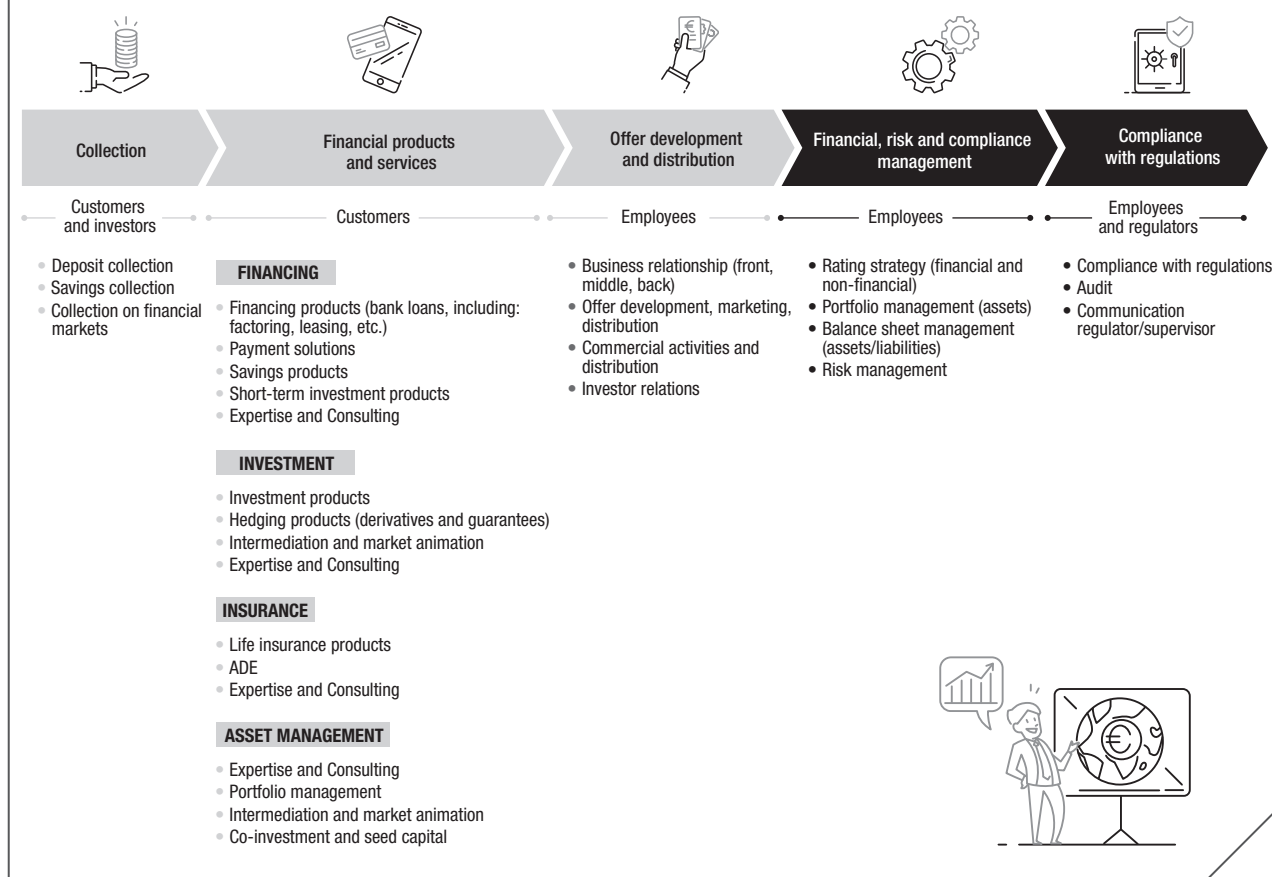 Collection
Financial products
and services
Offer development
and distribution
Financial, risk and compliance
management
Compliance
with regulations
Customers
and investors
Customers
Employees
Employees
Employees
and regulators
• Deposit collection
• Savings collection
• Collection on financial
markets
FINANCING
• Financing products (bank loans, including:
factoring, leasing, etc.)
• Payment solutions
• Savings products
• Short-term investment products
• Expertise and Consulting
INVESTMENT
• Investment products
• Hedging products (derivatives and guarantees)
• Intermediation and market animation
• Expertise and Consulting
INSURANCE
• Life insurance products
• ADE
• Expertise and Consulting
ASSET MANAGEMENT
• Expertise and Consulting
• Portfolio management
• Intermediation and market animation
• Co-investment and seed capital
• Business relationship (front,
middle, back)
• Offer development, marketing,
distribution
• Commercial activities and
distribution
• Investor relations
• Rating strategy (financial and
non-financial)
• Portfolio management (assets)
• Balance sheet management
(assets/liabilities)
• Risk management
• Compliance with regulations
• Audit
• Communication
regulator/supervisor
€
€